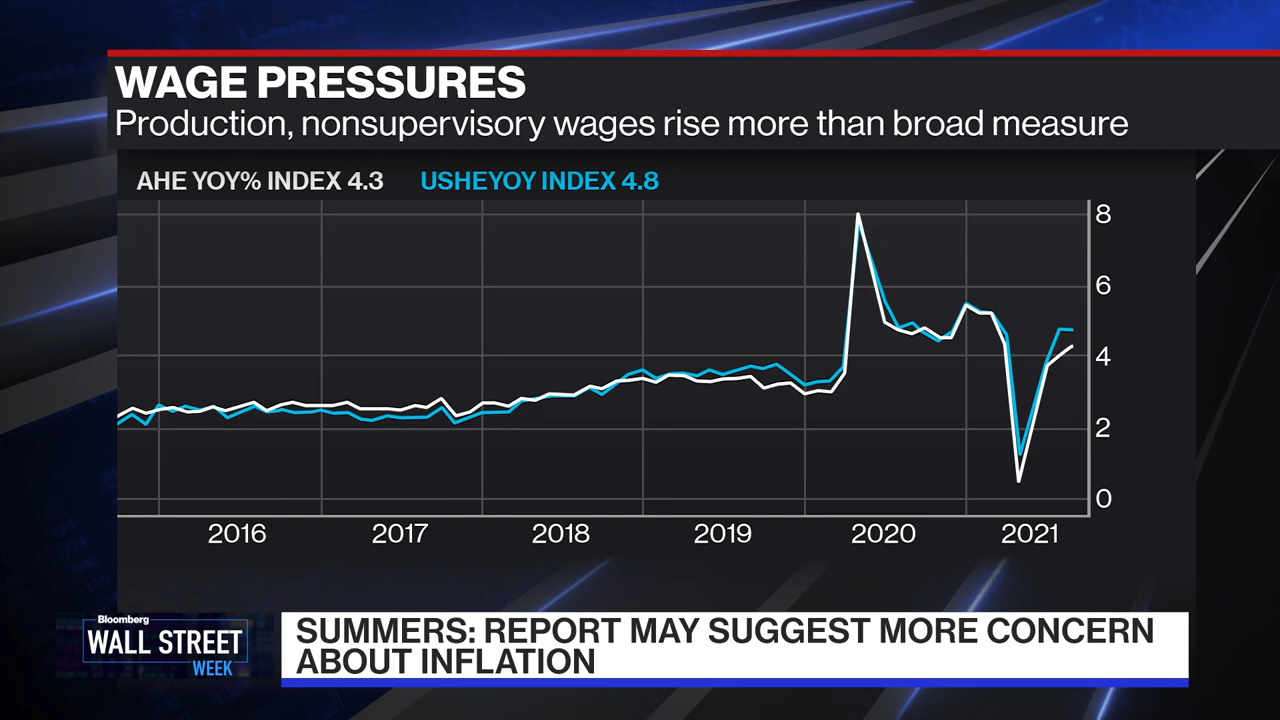 WAGE PRESSURES
Production, nonsupervisory wages rise more than broad measure
AHE YOY% INDEX 4.3 USHEYOY INDEX 4.8
8
6
4
2
0
2016 2017 2018 2019 2020 2021
Bloomberg
WALL STREET
WEEK
SUMMERS: REPORT MAY SUGGEST MORE CONCERN
ABOUT INFLATION